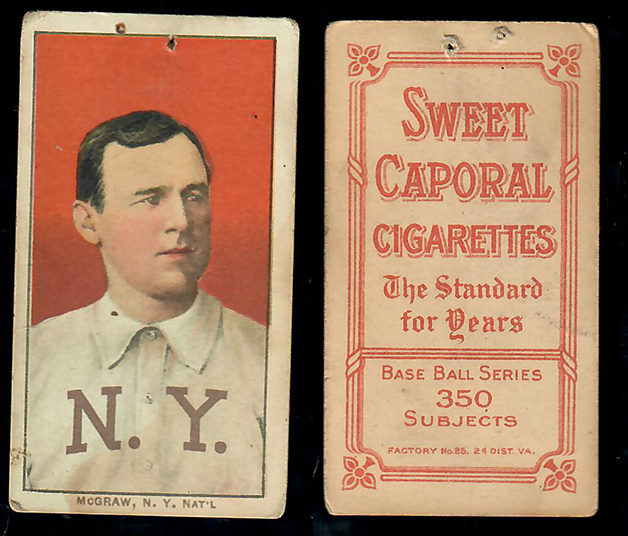 N. Y.
McGRAW, N. Y. NAT'L
SWEET
CAPORAL
CIGARETTES
The Standard
for Years
BASE BALL SERIES
350
SUBJECTS
FACTORY No. 25. 2d DIST. VA.